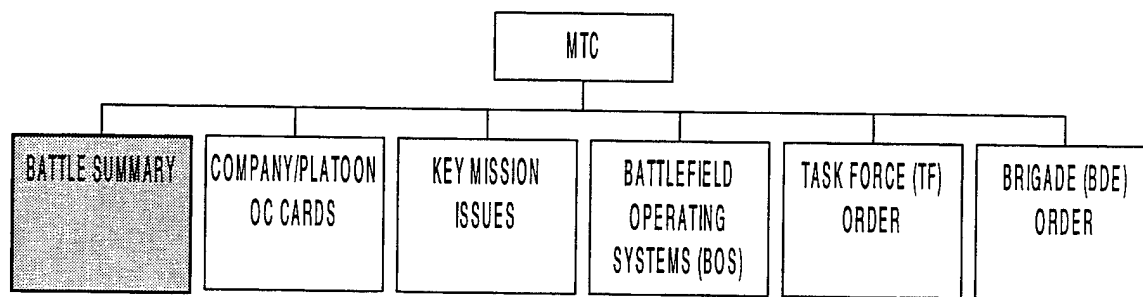 MTC
BATTLE SUMMARY
COMPANY/PLATOON
OC CARDS
KEY MISSION
ISSUES
BATTLEFIELD
OPERATING
SYSTEMS (BOS)
TASK FORCE (TF)
ORDER
BRIGADE (BDE)
ORDER